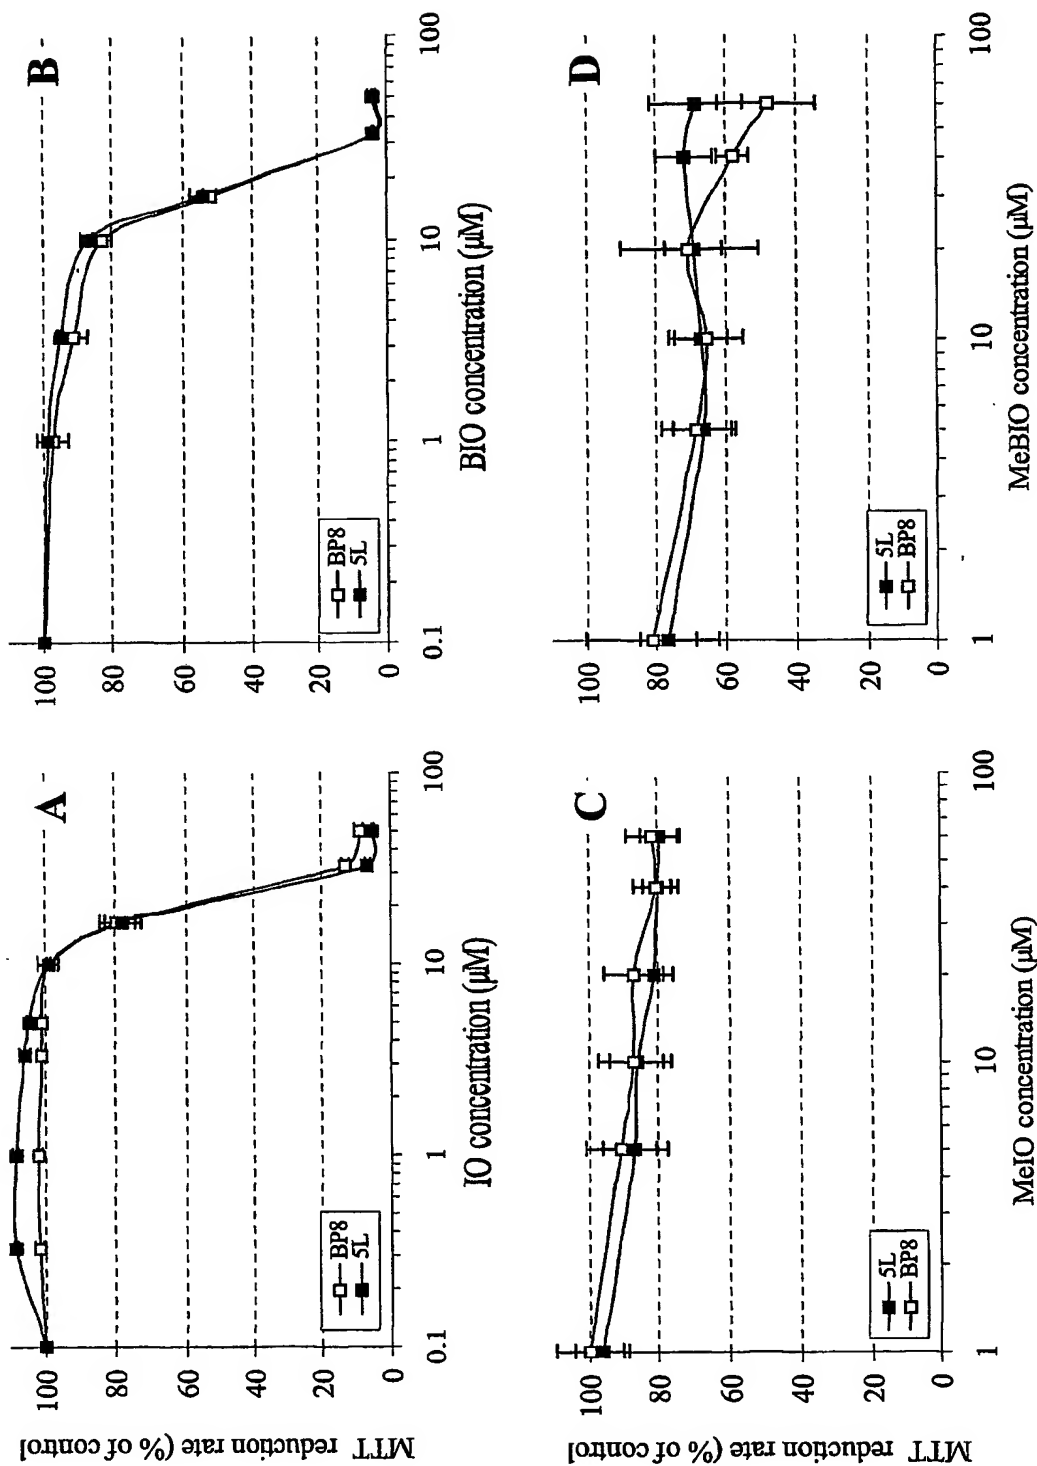 A
MTT reduction rate (% of control)
100
80
60
40
20
0
BP8
5L
0.1
1
10
100
IO concentration (μM)
B
100
80
60
40
20
0
BP8
5L
0.1
1
10
100
BIO concentration (μM)
C
MTT reduction rate (% of control)
100
80
60
40
20
0
5L
BP8
1
10
100
MeIO concentration (μM)
D
100
80
60
40
20
0
5L
BP8
1
10
100
MeBIO concentration (μM)